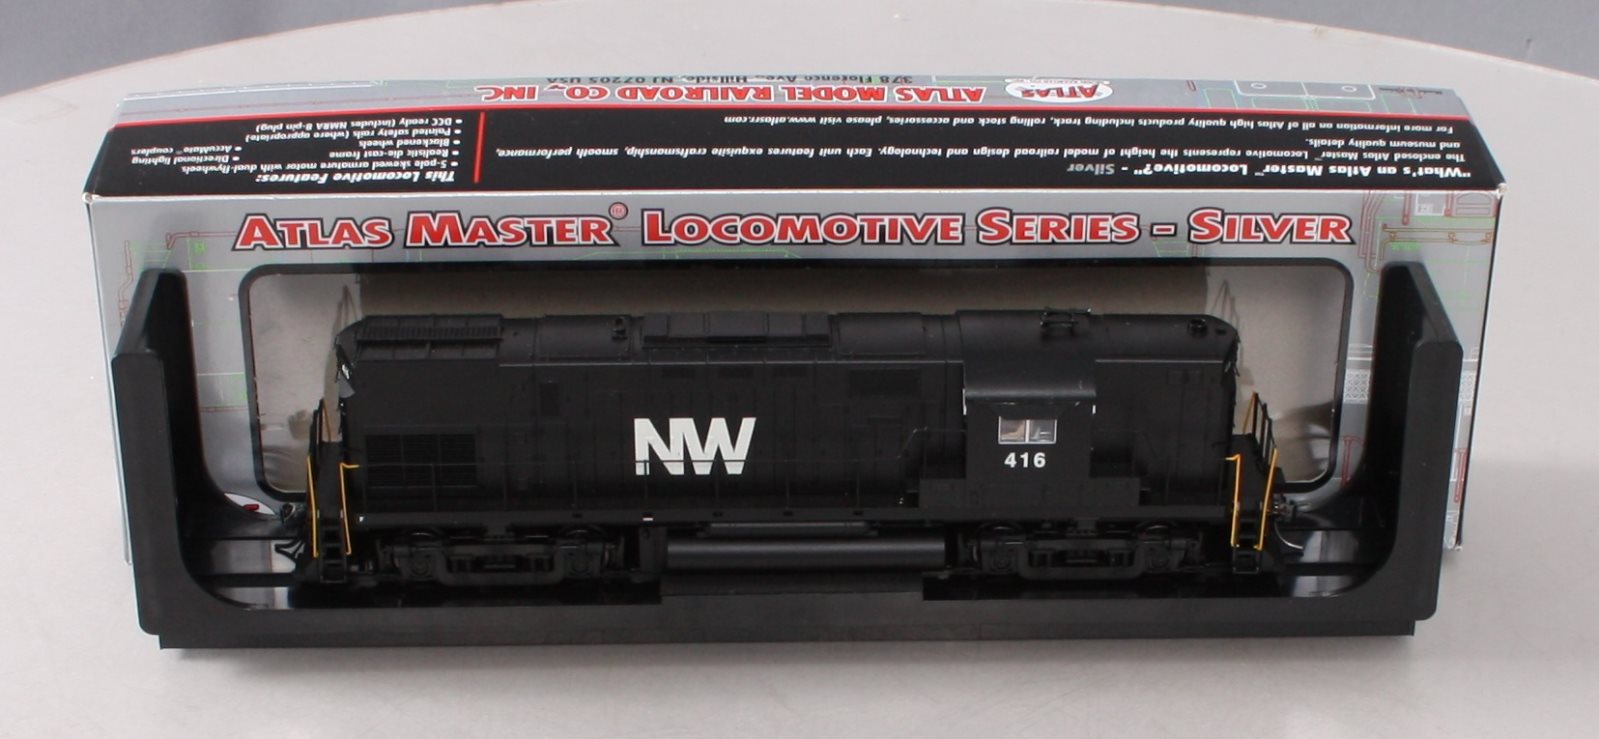 378 Florence Ave., Hillside, NJ 07205 USA
ATLAS MODEL RAILROAD CO., INC.
ATLAS
"What's an Atlas Master™ Locomotive?" - Silver
The enclosed Atlas Master™ Locomotive represents the height of model railroad design and technology. Each unit features exquisite craftsmanship, smooth performance,
and museum quality details.
For more information on all of Atlas high quality products including track, rolling stock and accessories, please visit www.atlasrr.com
This Locomotive Features:
• 5-pole skewed armature motor with dual-flywheels
• Realistic die-cast frame
• Blackened wheels
• Painted safety rails (where appropriate)
• DCC ready (includes NMRA 8-pin plug)
• Directional lighting
• AccuMate™ couplers
ATLAS MASTER® LOCOMOTIVE SERIES - SILVER
NW
416